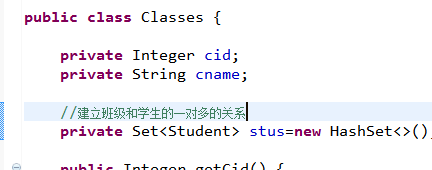 public class Classes {
private Integer cid;
private String cname;
//建立班级和学生的一对多的关系
private Set<Student> stus=new HashSet<>()
public Integer getCid() {